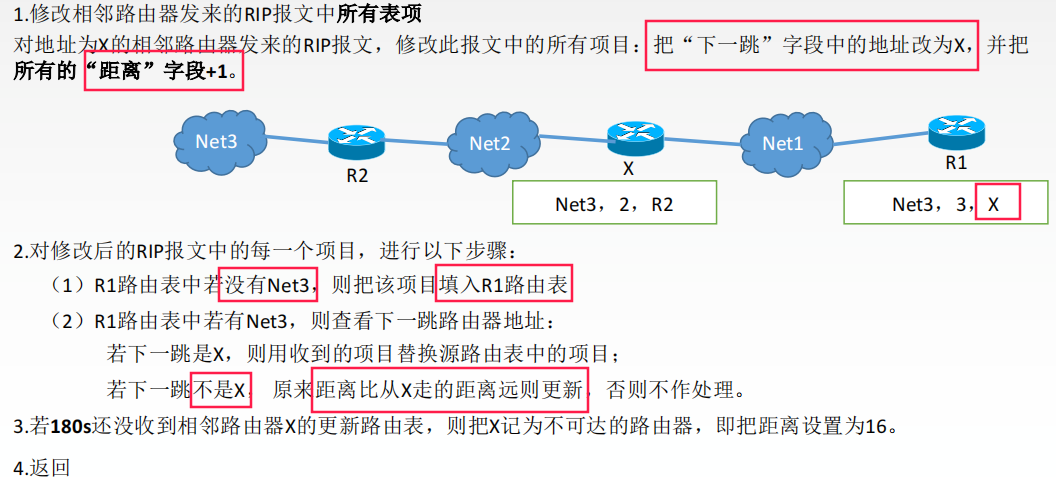 1.修改相邻路由器发来的RIP报文中所有表项
对地址为X的相邻路由器发来的RIP报文，修改此报文中的所有项目：把“下一跳”字段中的地址改为X，并把
所有的“距离”字段+1。
Net3
Net2
Net1
R2
X
R1
Net3，2，R2
Net3，3，X
2.对修改后的RIP报文中的每一个项目，进行以下步骤：
（1）R1路由表中若没有Net3，则把该项目填入R1路由表
（2）R1路由表中若有Net3，则查看下一跳路由器地址：
若下一跳是X，则用收到的项目替换源路由表中的项目；
若下一跳不是X，原来距离比从X走的距离远则更新，否则不作处理。
3.若180s还没收到相邻路由器X的更新路由表，则把X记为不可达的路由器，即把距离设置为16。
4.返回